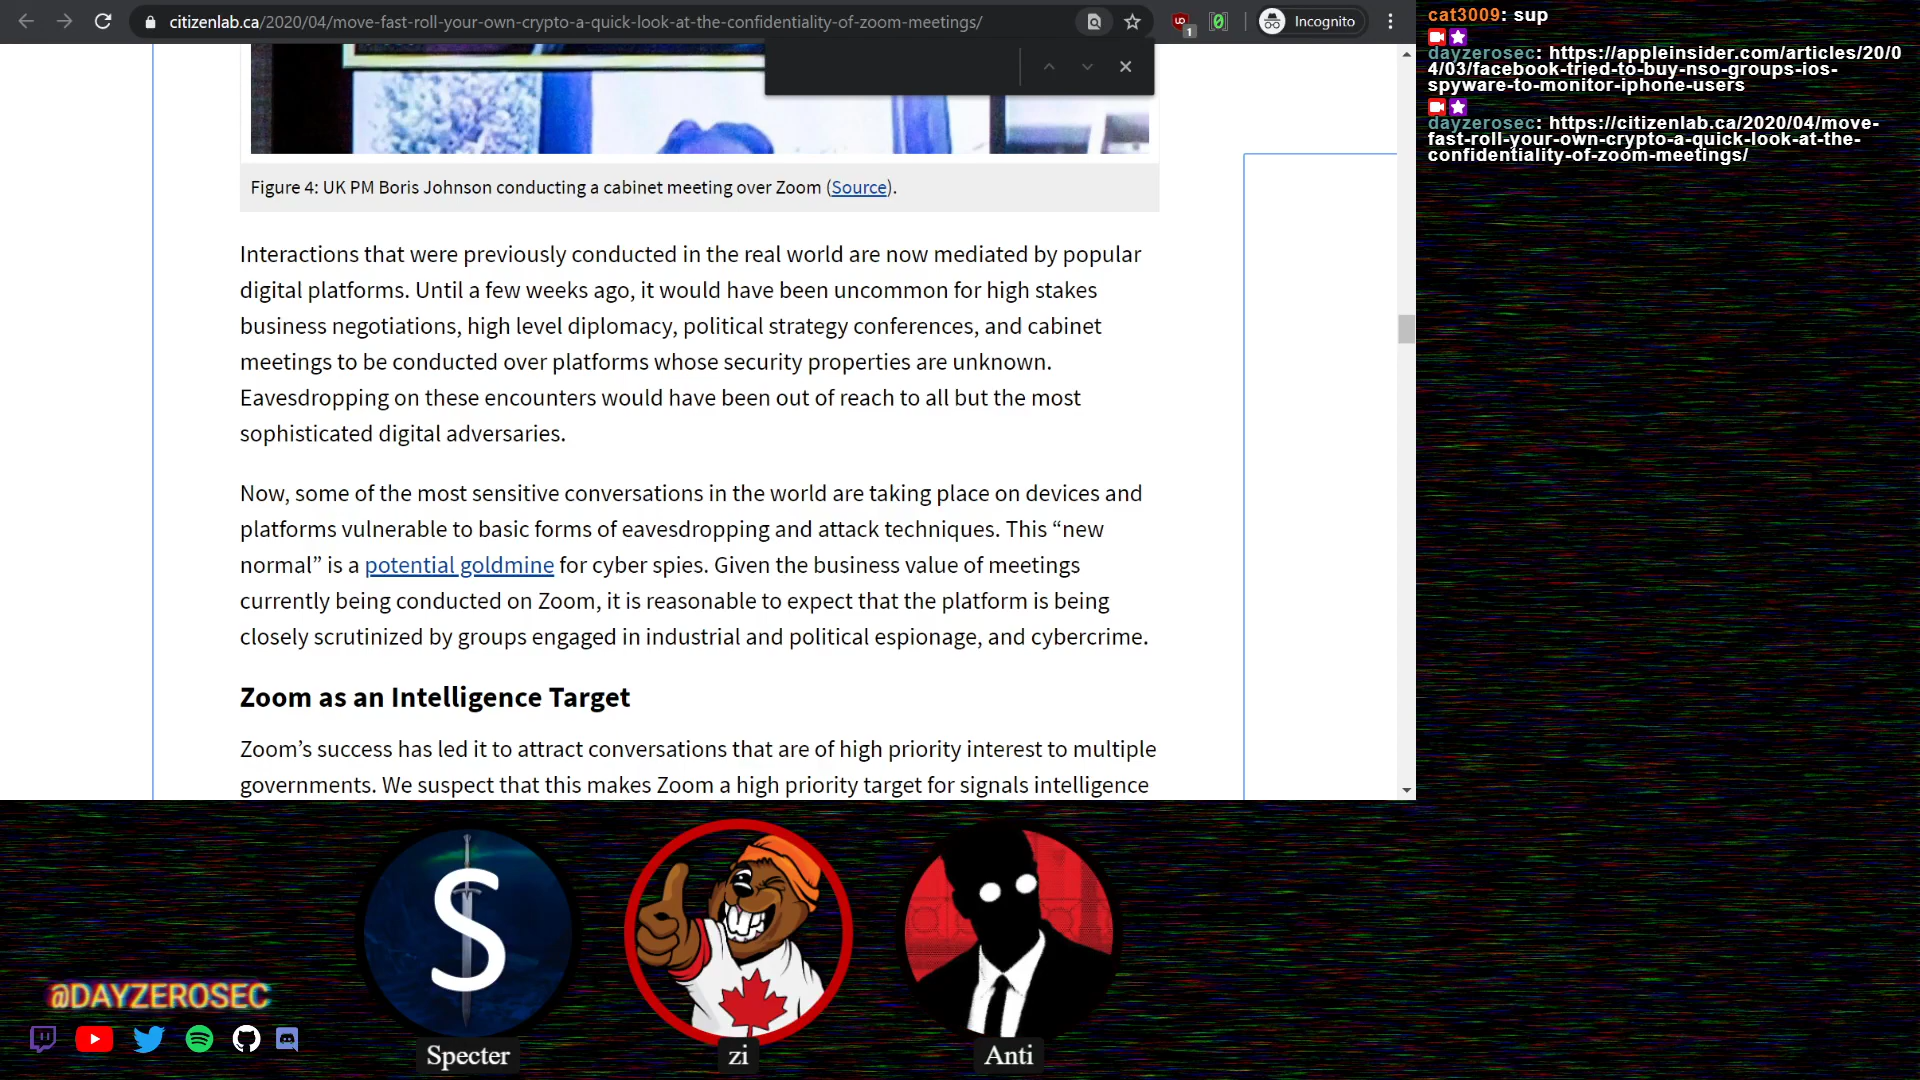 citizenlab.ca/2020/04/move-fast-roll-your-own-crypto-a-quick-look-at-the-confidentiality-of-zoom-meetings/
1
Incognito
Figure 4: UK PM Boris Johnson conducting a cabinet meeting over Zoom (Source).
Interactions that were previously conducted in the real world are now mediated by popular
digital platforms. Until a few weeks ago, it would have been uncommon for high stakes
business negotiations, high level diplomacy, political strategy conferences, and cabinet
meetings to be conducted over platforms whose security properties are unknown.
Eavesdropping on these encounters would have been out of reach to all but the most
sophisticated digital adversaries.
Now, some of the most sensitive conversations in the world are taking place on devices and
platforms vulnerable to basic forms of eavesdropping and attack techniques. This “new
normal” is a potential goldmine for cyber spies. Given the business value of meetings
currently being conducted on Zoom, it is reasonable to expect that the platform is being
closely scrutinized by groups engaged in industrial and political espionage, and cybercrime.
Zoom as an Intelligence Target
Zoom’s success has led it to attract conversations that are of high priority interest to multiple
governments. We suspect that this makes Zoom a high priority target for signals intelligence
cat3009: sup
dayzerosec: https://appleinsider.com/articles/20/0
4/03/facebook-tried-to-buy-nso-groups-ios-
spyware-to-monitor-iphone-users
dayzerosec: https://citizenlab.ca/2020/04/move-
fast-roll-your-own-crypto-a-quick-look-at-the-
confidentiality-of-zoom-meetings/
@DAYZEROSEC
S
Specter
zi
Anti